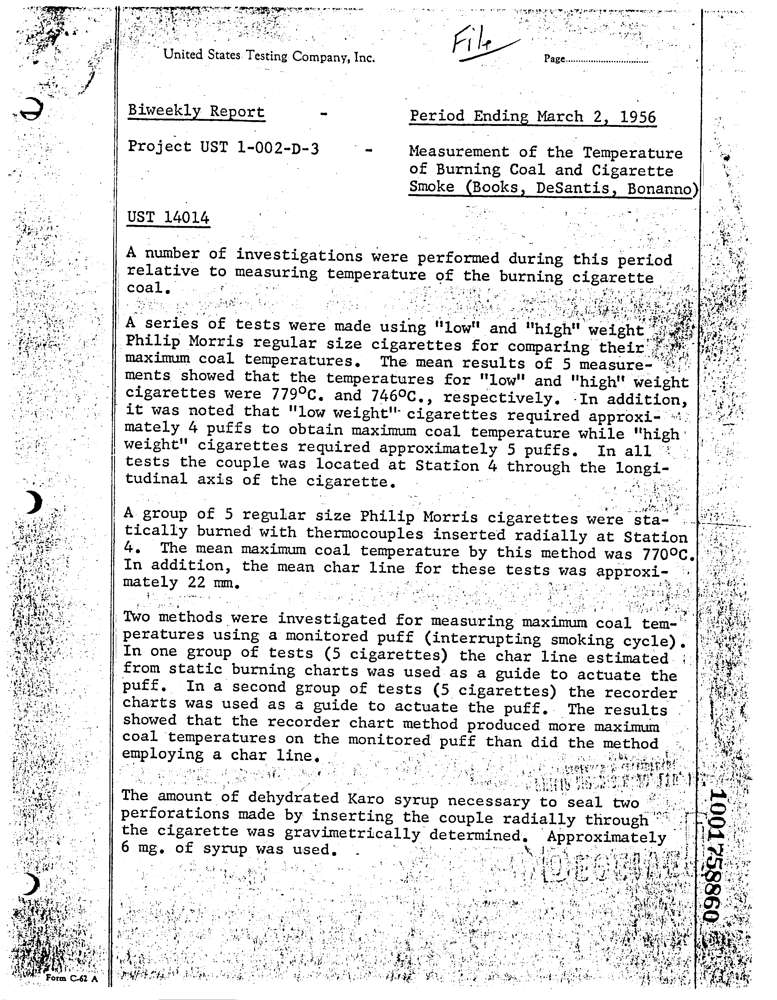 File
United States Testing Company, Inc.
Page..............................
Biweekly Report - Period Ending March 2, 1956
Project UST 1-002-D-3 - Measurement of the Temperature
of Burning Coal and Cigarette
Smoke (Books, DeSantis, Bonanno)
UST 14014
A number of investigations were performed during this period
relative to measuring temperature of the burning cigarette
coal.
A series of tests were made using "low" and "high" weight
Philip Morris regular size cigarettes for comparing their
maximum coal temperatures. The mean results of 5 measure-
ments showed that the temperatures for "low" and "high" weight
cigarettes were 779°C. and 746°C., respectively. In addition,
it was noted that "low weight" cigarettes required approxi-
mately 4 puffs to obtain maximum coal temperature while "high
weight" cigarettes required approximately 5 puffs. In all
tests the couple was located at Station 4 through the longi-
tudinal axis of the cigarette.
A group of 5 regular size Philip Morris cigarettes were sta-
tically burned with thermocouples inserted radially at Station
4. The mean maximum coal temperature by this method was 770°C.
In addition, the mean char line for these tests was approxi-
mately 22 mm.
Two methods were investigated for measuring maximum coal tem-
peratures using a monitored puff (interrupting smoking cycle).
In one group of tests (5 cigarettes) the char line estimated
from static burning charts was used as a guide to actuate the
puff. In a second group of tests (5 cigarettes) the recorder
charts was used as a guide to actuate the puff. The results
showed that the recorder chart method produced more maximum
coal temperatures on the monitored puff than did the method
employing a char line.
The amount of dehydrated Karo syrup necessary to seal two
perforations made by inserting the couple radially through
the cigarette was gravimetrically determined. Approximately
6 mg. of syrup was used.
1001758860
Form C-62 A